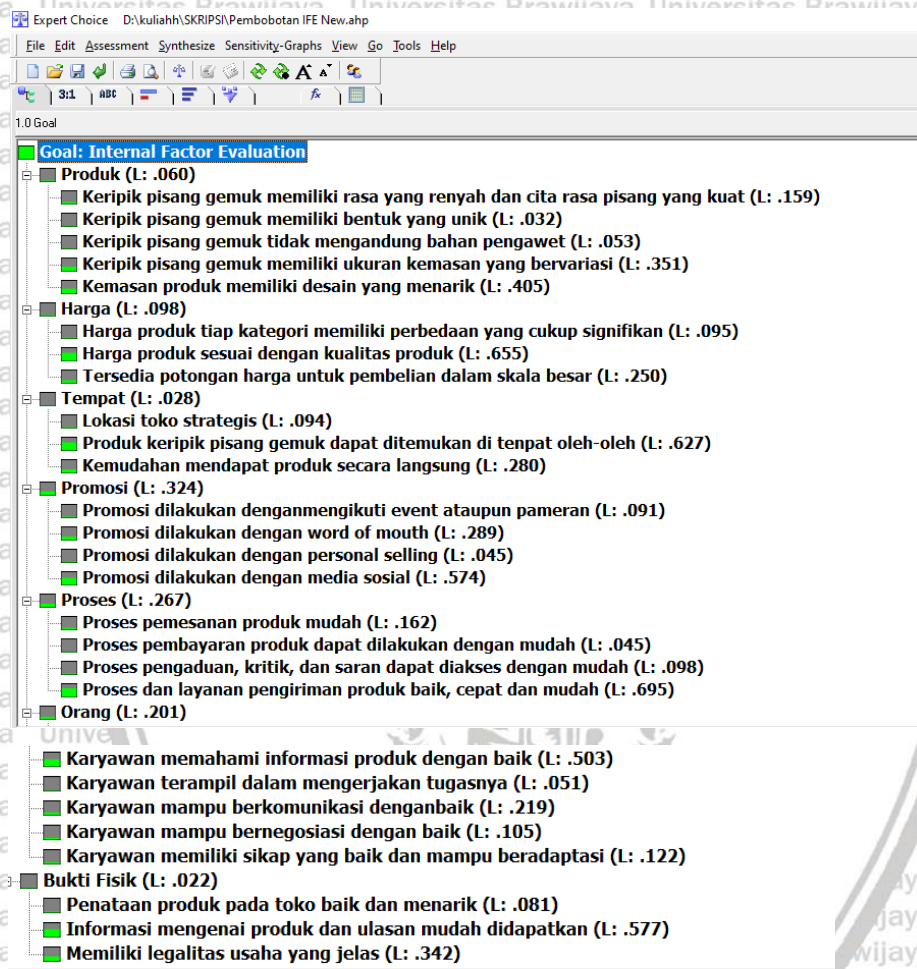 Universitas Brawijaya Universitas Brawijaya Universitas Brawijaya
Expert Choice D:\kuliahh\SKRIPSI\Pembobotan IFE New.ahp
File Edit Assessment Synthesize Sensitivity-Graphs View Go Tools Help
A A
3:1 ABC fx
1.0 Goal
Goal: Internal Factor Evaluation
Produk (L: .060)
Keripik pisang gemuk memiliki rasa yang renyah dan cita rasa pisang yang kuat (L: .159)
Keripik pisang gemuk memiliki bentuk yang unik (L: .032)
Keripik pisang gemuk tidak mengandung bahan pengawet (L: .053)
Keripik pisang gemuk memiliki ukuran kemasan yang bervariasi (L: .351)
Kemasan produk memiliki desain yang menarik (L: .405)
Harga (L: .098)
Harga produk tiap kategori memiliki perbedaan yang cukup signifikan (L: .095)
Harga produk sesuai dengan kualitas produk (L: .655)
Tersedia potongan harga untuk pembelian dalam skala besar (L: .250)
Tempat (L: .028)
Lokasi toko strategis (L: .094)
Produk keripik pisang gemuk dapat ditemukan di tenpat oleh-oleh (L: .627)
Kemudahan mendapat produk secara langsung (L: .280)
Promosi (L: .324)
Promosi dilakukan denganmengikuti event ataupun pameran (L: .091)
Promosi dilakukan dengan word of mouth (L: .289)
Promosi dilakukan dengan personal selling (L: .045)
Promosi dilakukan dengan media sosial (L: .574)
Proses (L: .267)
Proses pemesanan produk mudah (L: .162)
Proses pembayaran produk dapat dilakukan dengan mudah (L: .045)
Proses pengaduan, kritik, dan saran dapat diakses dengan mudah (L: .098)
Proses dan layanan pengiriman produk baik, cepat dan mudah (L: .695)
Orang (L: .201)
Karyawan memahami informasi produk dengan baik (L: .503)
Karyawan terampil dalam mengerjakan tugasnya (L: .051)
Karyawan mampu berkomunikasi denganbaik (L: .219)
Karyawan mampu bernegosiasi dengan baik (L: .105)
Karyawan memiliki sikap yang baik dan mampu beradaptasi (L: .122)
Bukti Fisik (L: .022)
Penataan produk pada toko baik dan menarik (L: .081)
Informasi mengenai produk dan ulasan mudah didapatkan (L: .577)
Memiliki legalitas usaha yang jelas (L: .342)